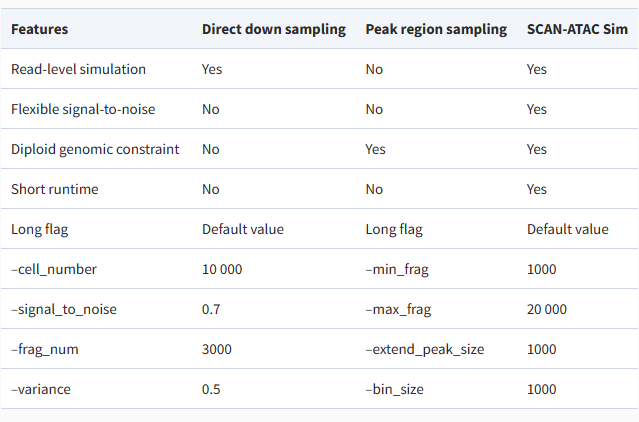 Features Direct down sampling Peak region sampling SCAN-ATAC Sim
Read-level simulation Yes No Yes
Flexible signal-to-noise No No Yes
Diploid genomic constraint No Yes Yes
Short runtime No No Yes
Long flag Default value Long flag Default value
–cell_number 10 000 –min_frag 1000
–signal_to_noise 0.7 –max_frag 20 000
–frag_num 3000 –extend_peak_size 1000
–variance 0.5 –bin_size 1000